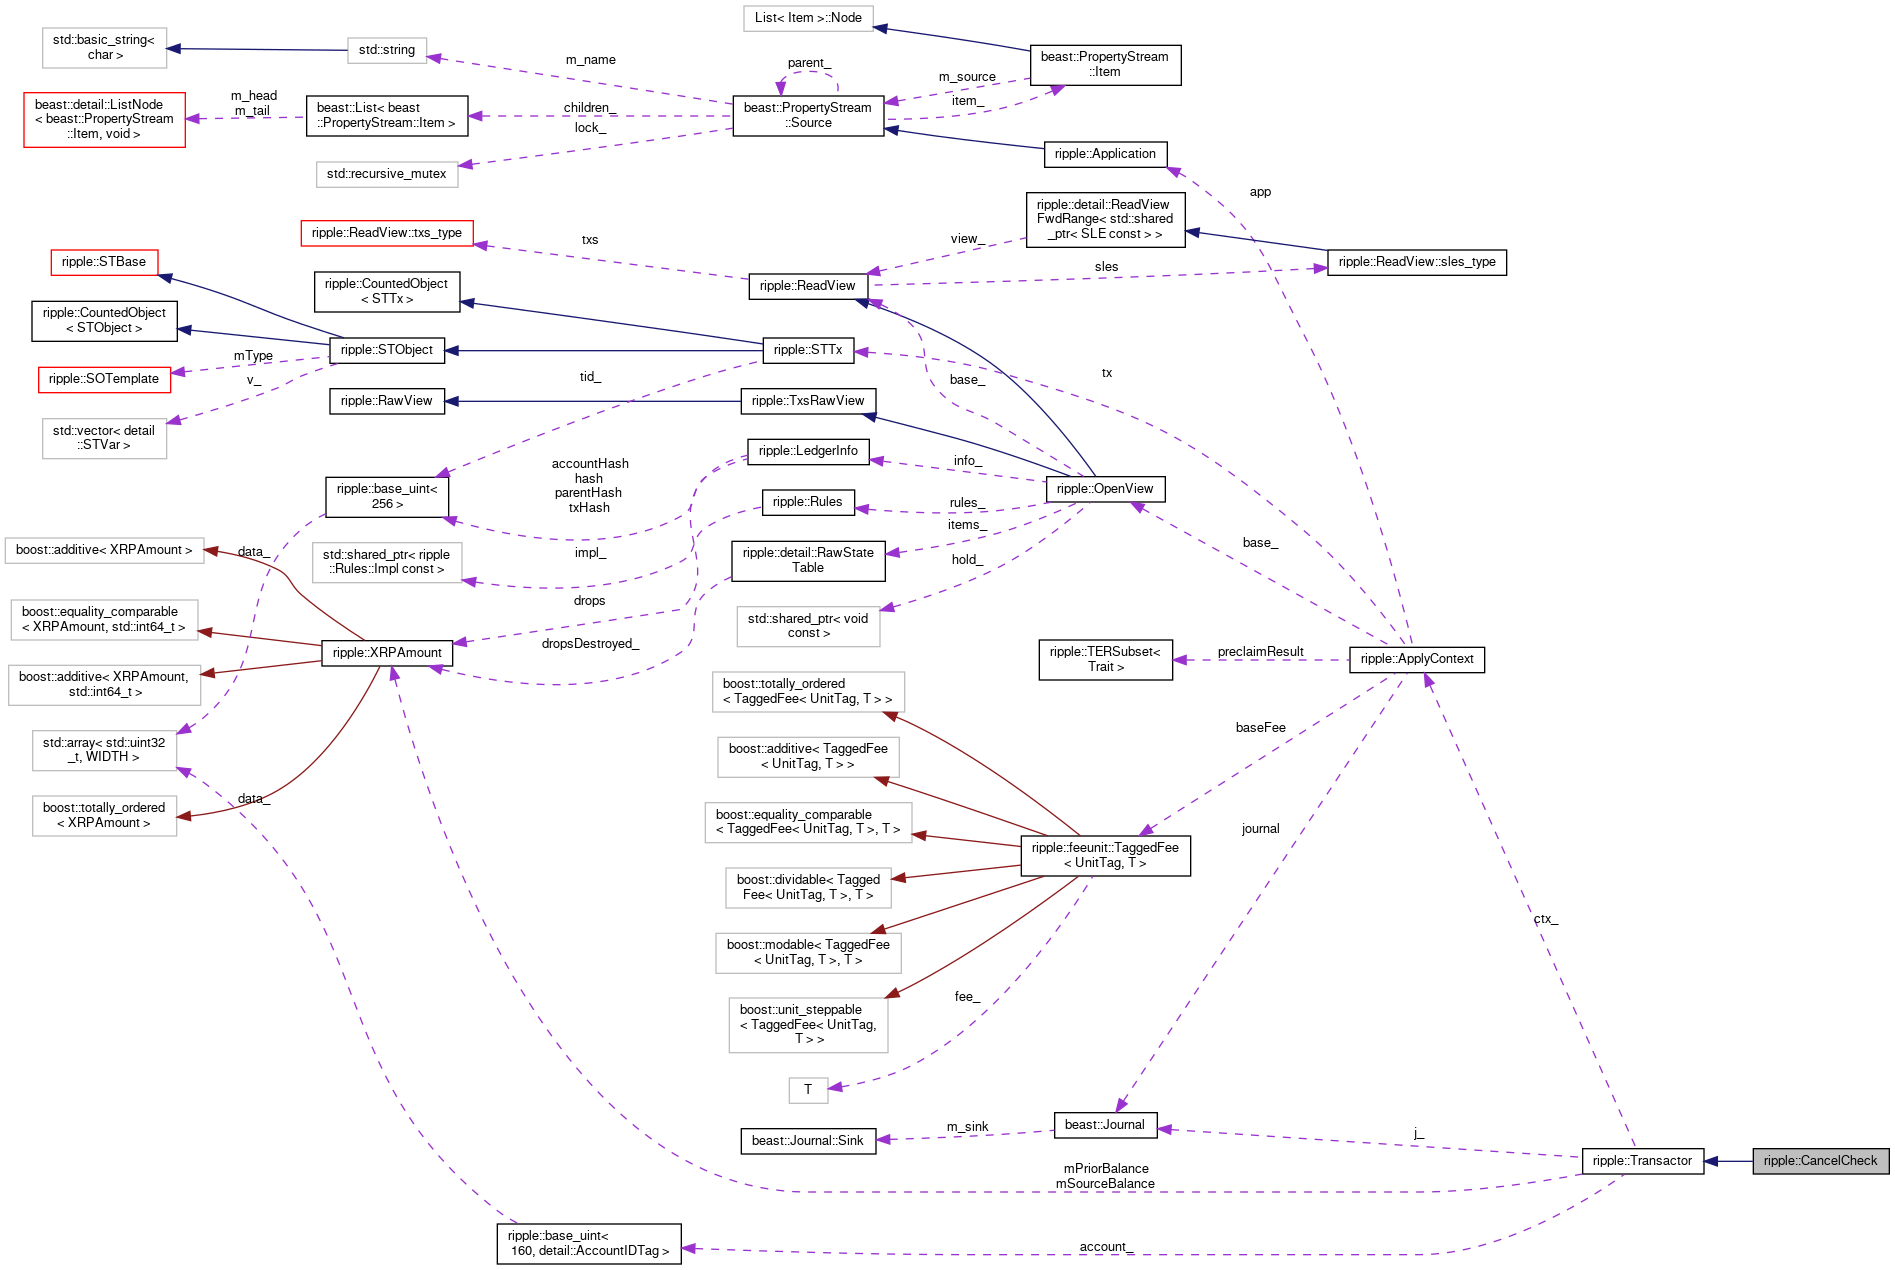 List< Item >::Node
std::basic_string<
char >
std::string
m_name
parent_
m_source
item_
beast::PropertyStream
::Item
beast::detail::ListNode
< beast::PropertyStream
::Item, void >
m_head
m_tail
beast::List< beast
::PropertyStream::Item >
children_
lock_
beast::PropertyStream
::Source
std::recursive_mutex
ripple::Application
app
ripple::ReadView::txs_type
txs
view_
ripple::detail::ReadView
FwdRange< std::shared
_ptr< SLE const > >
sles
ripple::ReadView::sles_type
ripple::STBase
ripple::CountedObject
< STTx >
ripple::ReadView
ripple::CountedObject
< STObject >
ripple::STObject
ripple::STTx
mType
v_
ripple::SOTemplate
tid_
base_
tx
ripple::RawView
ripple::TxsRawView
std::vector< detail
::STVar >
ripple::LedgerInfo
info_
accountHash
hash
parentHash
txHash
ripple::base_uint<
256 >
ripple::OpenView
ripple::Rules
rules_
items_
hold_
boost::additive< XRPAmount >
data_
std::shared_ptr< ripple
::Rules::Impl const >
impl_
ripple::detail::RawState
Table
base_
boost::equality_comparable
< XRPAmount, std::int64_t >
drops
std::shared_ptr< void
const >
ripple::XRPAmount
dropsDestroyed_
ripple::TERSubset<
Trait >
preclaimResult
ripple::ApplyContext
boost::additive< XRPAmount,
std::int64_t >
boost::totally_ordered
< TaggedFee< UnitTag, T > >
baseFee
std::array< std::uint32
_t, WIDTH >
boost::additive< TaggedFee
< UnitTag, T > >
boost::totally_ordered
< XRPAmount >
data_
boost::equality_comparable
< TaggedFee< UnitTag, T >, T >
journal
ripple::feeunit::TaggedFee
< UnitTag, T >
boost::dividable< Tagged
Fee< UnitTag, T >, T >
ctx_
boost::modable< TaggedFee
< UnitTag, T >, T >
fee_
boost::unit_steppable
< TaggedFee< UnitTag,
T > >
T
beast::Journal::Sink
m_sink
beast::Journal
j_
mPriorBalance
mSourceBalance
ripple::Transactor
ripple::CancelCheck
ripple::base_uint<
160, detail::AccountIDTag >
account_